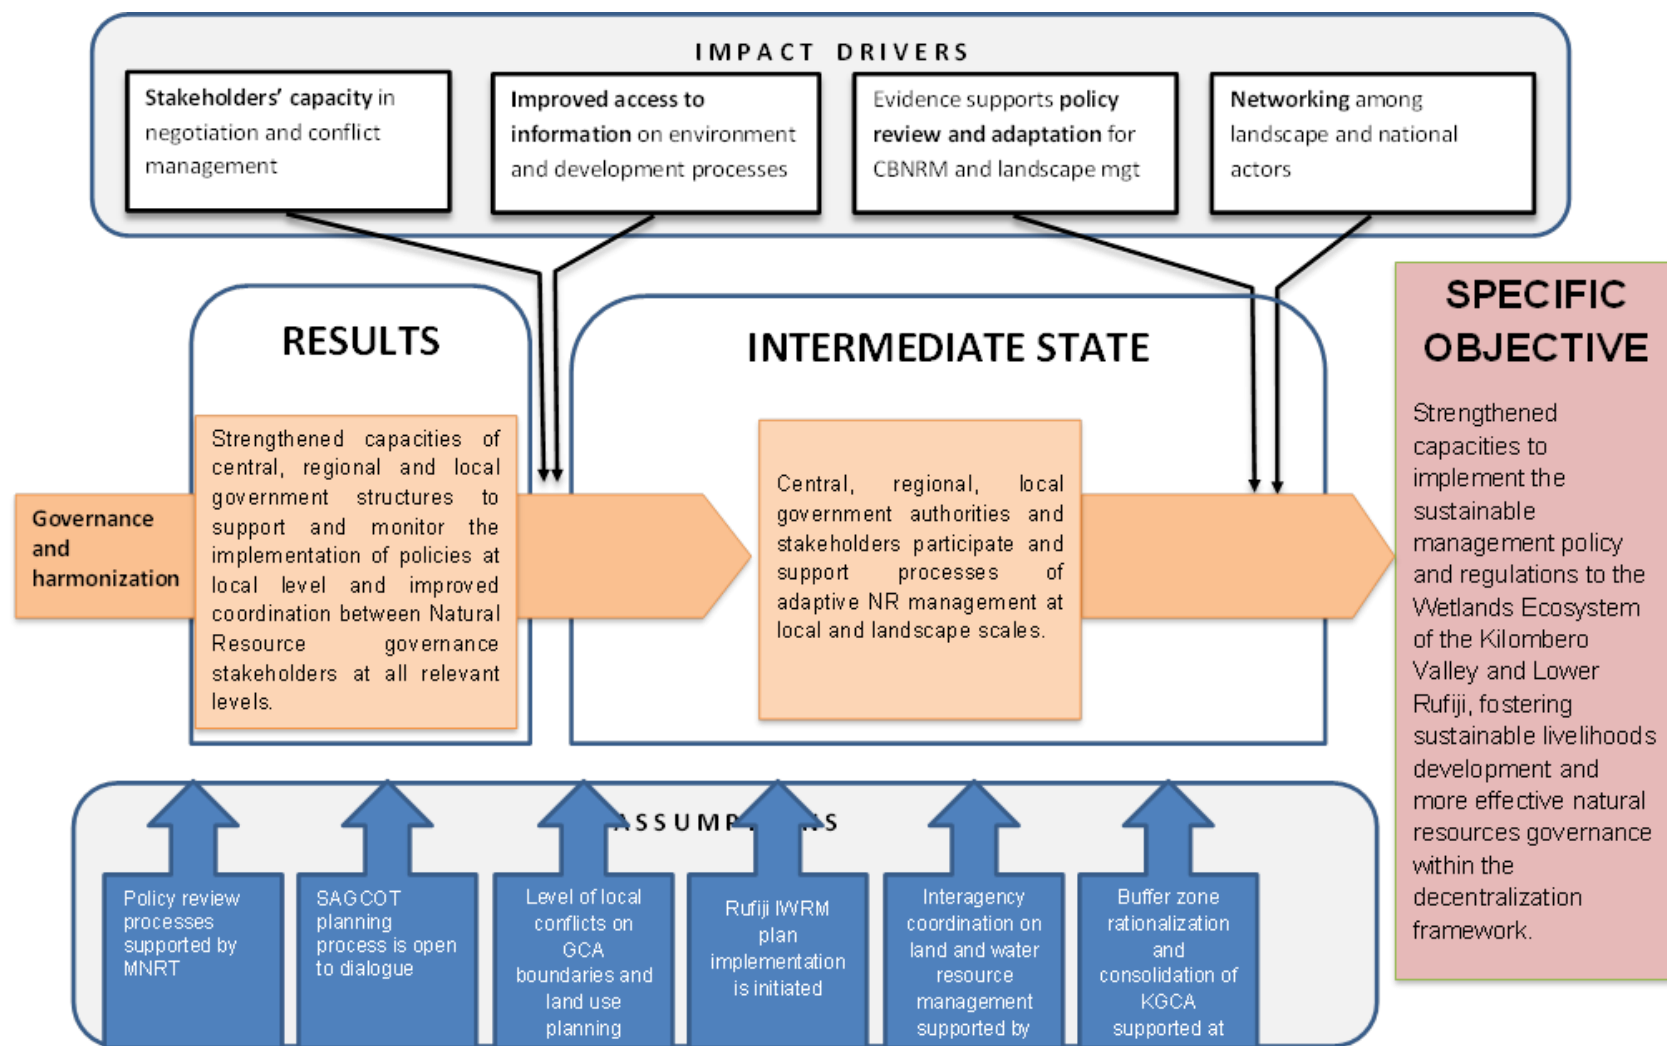 IMPACT DRIVERS
Stakeholders' capacity in
negotiation and conflict
management
Improved access to
information on environment
and development processes
Evidence supports policy
review and adaptation for
CBNRM and landscape mgt
Networking among
landscape and national
actors
RESULTS
INTERMEDIATE STATE
SPECIFIC
OBJECTIVE
Governance
and
harmonization
Strengthened capacities of
central, regional and local
government structures to
support and monitor the
implementation of policies at
local level and improved
coordination between Natural
Resource governance
stakeholders at all relevant
levels.
Central, regional, local
government authorities and
stakeholders participate and
support processes of
adaptive NR management at
local and landscape scales.
Strengthened
capacities to
implement the
sustainable
management policy
and regulations to the
Wetlands Ecosystem
of the Kilombero
Valley and Lower
Rufiji, fostering
sustainable livelihoods
development and
more effective natural
resources governance
within the
decentralization
framework.
Policy review
processes
supported by
MNRT
SAGCOT
planning
process is open
to dialogue
Level of local
conflicts on
GCA
boundaries and
land use
planning
Rufiji IWRM
plan
implementation
is initiated
Interagency
coordination on
land and water
resource
management
supported by
Buffer zone
rationalization
and
consolidation of
KGCA
supported at